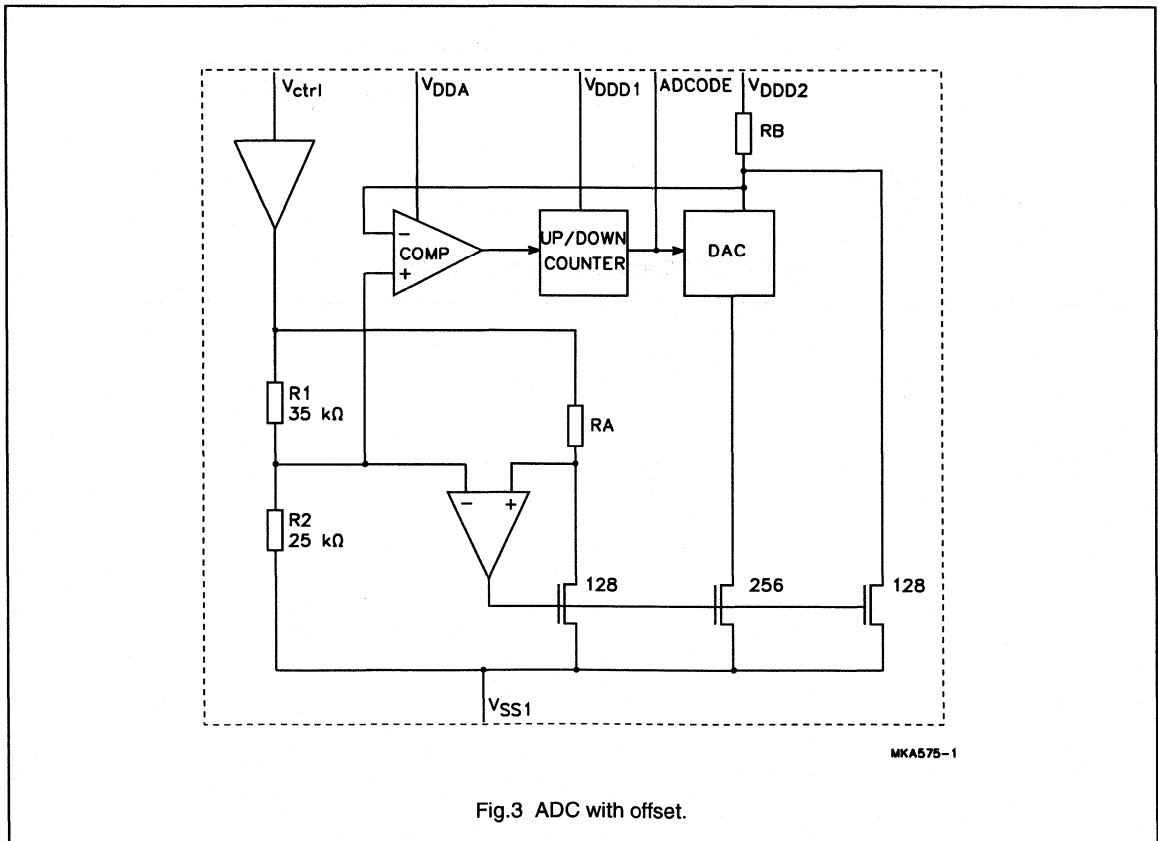 Vctrl
VDDA
VDDD1
ADCODE
VDDD2
RB
−
COMP
+
UP/DOWN
COUNTER
DAC
R1
35 kΩ
RA
− +
R2
25 kΩ
128
256
128
VSS1
MKA575-1
Fig.3 ADC with offset.